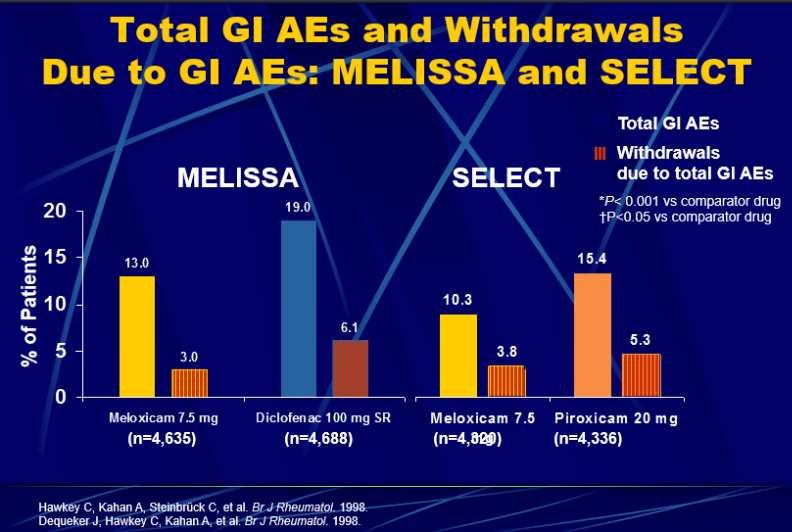 Total GI AEs and Withdrawals
Due to GI AEs: MELISSA and SELECT
Total GI AEs
Withdrawals
due to total GI AEs
*P< 0.001 vs comparator drug
†P<0.05 vs comparator drug
MELISSA
SELECT
% of Patients
20
15
10
5
0
13.0
3.0
19.0
6.1
10.3
3.8
15.4
5.3
Meloxicam 7.5 mg
(n=4,635)
Diclofenac 100 mg SR
(n=4,688)
Meloxicam 7.5
mg
(n=4,320)
Piroxicam 20 mg
(n=4,336)
Hawkey C, Kahan A, Steinbrück C, et al. Br J Rheumatol. 1998.
Dequeker J, Hawkey C, Kahan A, et al. Br J Rheumatol. 1998.